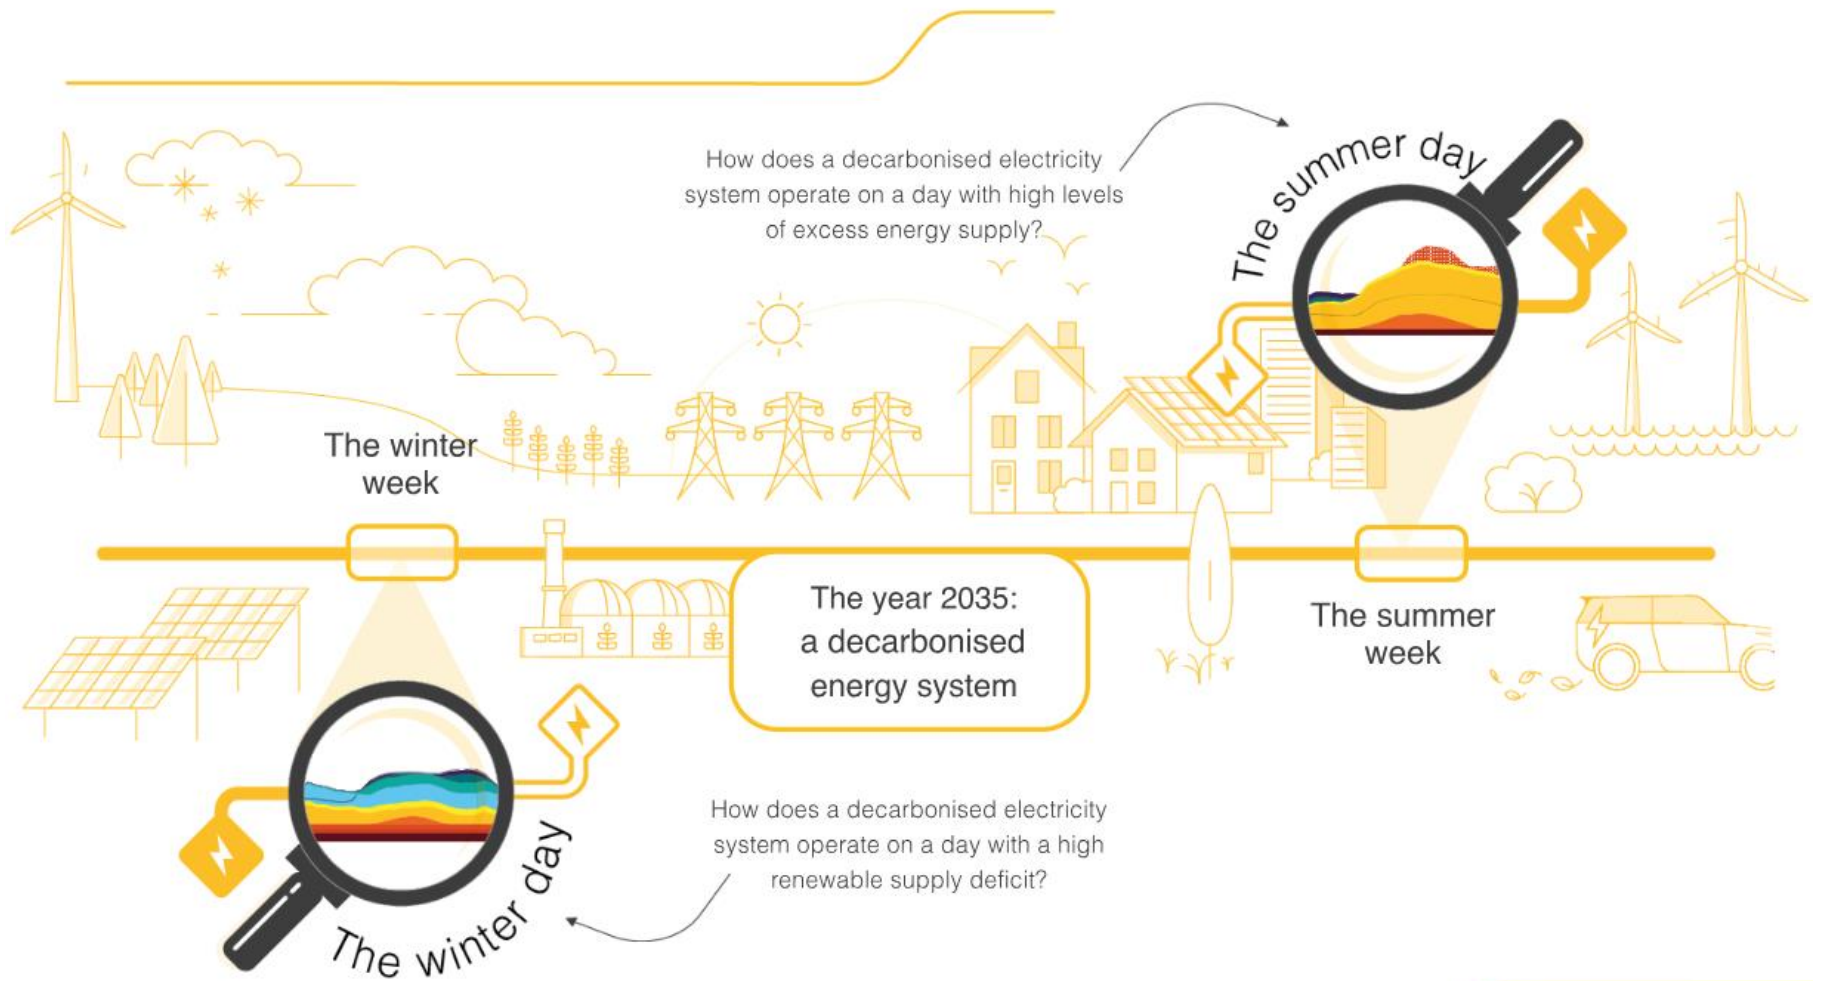 How does a decarbonised electricity
system operate on a day with high levels
of excess energy supply?
The summer day
The winter
week
The year 2035:
a decarbonised
energy system
The summer
week
How does a decarbonised electricity
system operate on a day with a high
renewable supply deficit?
The winter day